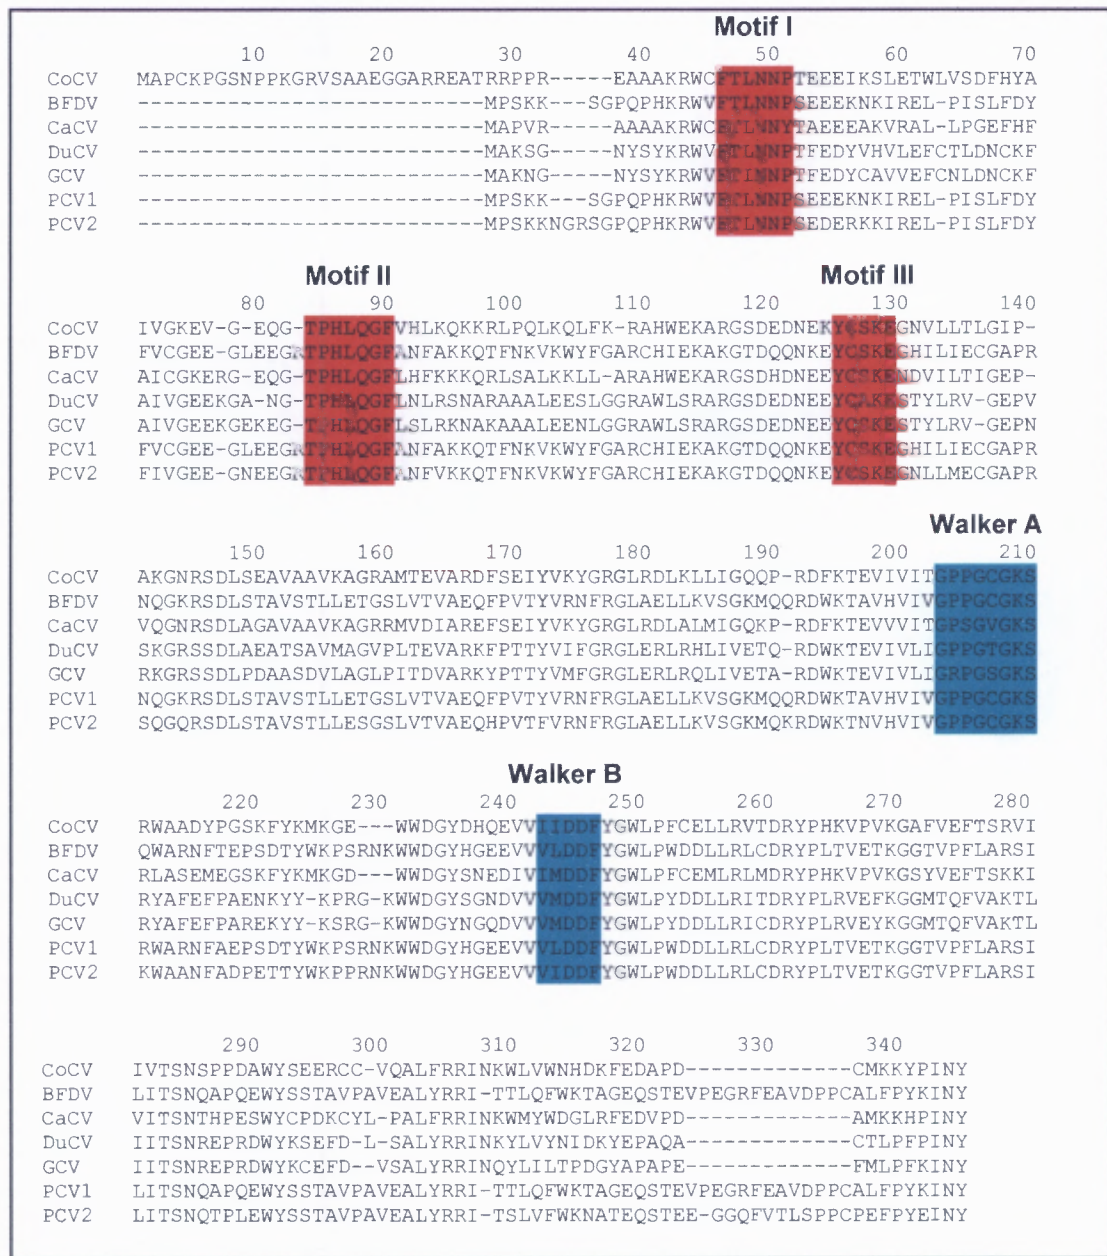 Motif I
10 20 30 40 50 60 70
CoCV MAPCKPGSNPPKGRVSAAEGGARREATRRPPR-----EAAAKRWCFTLNNPTEEEIKSLETWLVSDFHYA
BFDV ---------------------------MPSKK---SGPQPHKRWVFTLNNPSEEEKNKIREL-PISLFDY
CaCV ---------------------------MAPVR-----AAAAKRWCFTLNNYTAEEEAKVRAL-LPGEFHF
DuCV ---------------------------MAKSG----NYSYKRWVFTLNNPTFEDYVHVLEFCTLDNCKF
GCV ---------------------------MAKNG----NYSYKRWVFTINNPTFEDYCAVVEFCNLDNCKF
PCV1 ---------------------------MPSKK---SGPQPHKRWVFTLNNPSEEEKNKIREL-PISLFDY
PCV2 ---------------------------MPSKKNGRSGPQPHKRWVFTLNNPSEDERKKIREL-PISLFDY
Motif II Motif III
80 90 100 110 120 130 140
CoCV IVGKEV-G-EQG-TPHLQGFVHLKQKKRLPQLKQLFK-RAHWEKARGSDEDNEKYCSKEGNVLLTLGIP-
BFDV FVCGEE-GLEEGRTPHLQGFANFAKKQTFNKVKWYFGARCHIEKAKGTDQQNKEYCSKEGHILIECGAPR
CaCV AICGKERG-EQG-TPHLQGFLHFKKKQRLSALKKLL-ARAHWEKARGSDHDNEEYCSKENDVILTIGEP-
DuCV AIVGEEKGA-NG-TPHLQGFLNLRSNARAAALEESLGGRAWLSRARGSDEDNEEYCAKESTYLRV-GEPV
GCV AIVGEEKGEKEG-TPHLQGFLSLRKNAKAAALEENLGGRAWLSRARGSDEDNEEYCSKESTYLRV-GEPN
PCV1 FVCGEE-GLEEGRTPHLQGFANFAKKQTFNKVKWYFGARCHIEKAKGTDQQNKEYCSKEGHILIECGAPR
PCV2 FIVGEE-GNEEGRTPHLQGFANFVKKQTFNKVKWYFGARCHIEKAKGTDQQNKEYCSKEGNLLMECGAPR
Walker A
150 160 170 180 190 200 210
CoCV AKGNRSDLSEAVAAVKAGRAMTEVARDFSEIYVKYGRGLRDLKLLIGQQP-RDFKTEVIVITGPPGCGKS
BFDV NQGKRSDLSTAVSTLLETGSLVTVAEQFPVTYVRNFRGLAELLKVSGKMQQRDWKTAVHVIVGPPGCGKS
CaCV VQGNRSDLAGAVAAVKAGRRMVDIAREFSEIYVKYGRGLRDLALMIGQKP-RDFKTEVVVITGPSGVGKS
DuCV SKGRSSDLAEATSAVMAGVPLTEVARKFPTTYVIFGRGLERLRHLIVETQ-RDWKTEVIVLIGPPGTGKS
GCV RKGRSSDLPDAASDVLAGLPITDVARKYPTTYVMFGRGLERLRQLIVETA-RDWKTEVIVLIGRPGSGKS
PCV1 NQGKRSDLSTAVSTLLETGSLVTVAEQFPVTYVRNFRGLAELLKVSGKMQQRDWKTAVHVIVGPPGCGKS
PCV2 SQGQRSDLSTAVSTLLESGSLVTVAEQHPVTFVRNFRGLAELLKVSGKMQKRDWKTNVHVIVGPPGCGKS
Walker B
220 230 240 250 260 270 282
CoCV RWAADYPGSKFYKMKGE---WWDGYDHQEVVIIDDFYGWLPFCELLRVTDRYPHKVPVKGAFVEFTSRVI
BFDV QWARNFTEPSDTYWKPSRNKWWDGYHGEEVVVLDDFYGWLPWDDLLRLCDRYPLTVETKGGTVPFLARSI
CaCV RLASEMEGSKFYKMKGD---WWDGYSNEDIVIMDDFYGWLPFCEMLRLMDRYPHKVPVKGSYVEFTSKKI
DuCV RYAFEFPAENKYY-KPRG-KWWDGYSGNDVVVMDDFYGWLPYDDLLRITDRYPLRVEFKGGMTQFVAKTL
GCV RYAFEFPAREKYY-KSRG-KWWDGYNGQDVVVMDDFYGWLPYDDLLRICDRYPLRVEYKGGMTQFVAKTL
PCV1 RWARNFAEPSDTYWKPSRNKWWDGYHGEEVVVLDDFYGWLPWDDLLRLCDRYPLTVETKGGTVPFLARSI
PCV2 KWAANFADPETTYWKPPRNKWWDGYHGEEVVVIDDFYGWLPWDDLLRLCDRYPLTVETKGGTVPFLARSI
290 300 310 320 330 340
CoCV IVTSNSPPDAWYSEERCC-VQALFRRINKWLVWNHDKFEDAPD-------------CMKKYPINY
BFDV LITSNQAPQEWYSSTAVPAVEALYRRI-TTLQFWKTAGEQSTEVPEGRFEAVDPPCALFPYKINY
CaCV VITSNTHPESWYCPDKCYL-PALFRRINKWMYWDGLRFEDVPD-------------AMKKHPINY
DuCV IITSNREPRDWYKSEFD-L-SALYRRINKYLVYNIDKYEPAQA-------------CTLPFPINY
GCV IITSNREPRDWYKCEFD--VSALYRRINQYLILTPDGYAPAPE-------------FMLPFKINY
PCV1 LITSNQAPQEWYSSTAVPAVEALYRRI-TTLQFWKTAGEQSTEVPEGRFEAVDPPCALFPYKINY
PCV2 LITSNQTPLEWYSSTAVPAVEALYRRI-TSLVFWKNATEQSTEE-GGQFVTLSPPCPEFPYEINY